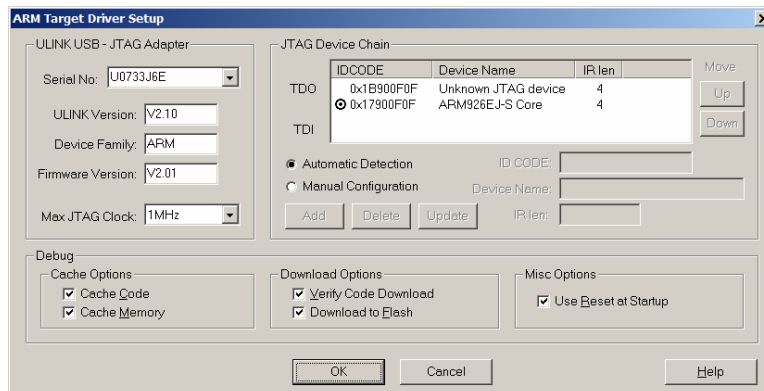 ARM Target Driver Setup
ULINK USB - JTAG Adapter
Serial No: U0733J6E
ULINK Version: V2.10
Device Family: ARM
Firmware Version: V2.01
Max JTAG Clock: 1MHz
JTAG Device Chain
IDCODE Device Name IR len Move
TDO 0x1B900F0F Unknown JTAG device 4 Up
0x17900F0F ARM926EJ-S Core 4
TDI Down
Automatic Detection ID CODE:
Manual Configuration Device Name:
Add Delete Update IR len:
Debug
Cache Options
Cache Code
Cache Memory
Download Options
Verify Code Download
Download to Flash
Misc Options
Use Reset at Startup
OK Cancel Help